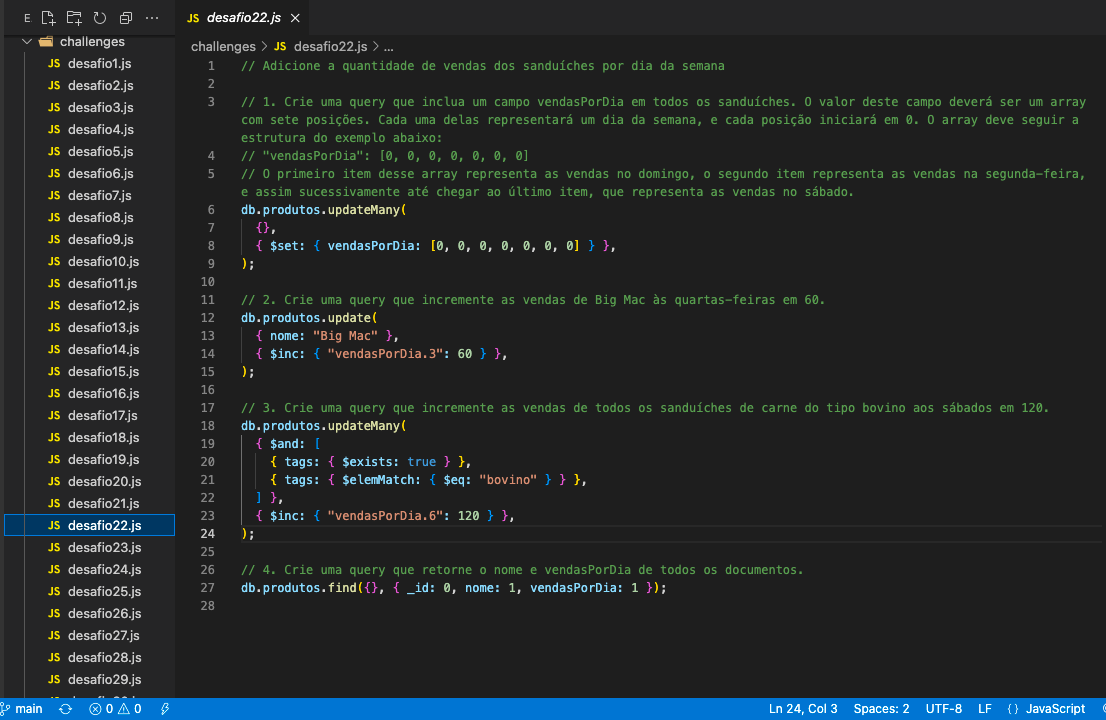 E.
desafio22.js
challenges
challenges > JS desafio22.js > ...
JS desafio1.js
JS desafio2.js
JS desafio3.js
JS desafio4.js
JS desafio5.js
JS desafio6.js
JS desafio7.js
JS desafio8.js
JS desafio9.js
JS desafio10.js
JS desafio11.js
JS desafio12.js
JS desafio13.js
JS desafio14.js
JS desafio15.js
JS desafio16.js
JS desafio17.js
JS desafio18.js
JS desafio19.js
JS desafio20.js
JS desafio21.js
JS desafio22.js
JS desafio23.js
JS desafio24.js
JS desafio25.js
JS desafio26.js
JS desafio27.js
JS desafio28.js
JS desafio29.js
1 // Adicione a quantidade de vendas dos sanduíches por dia da semana
2
3 // 1. Crie uma query que inclua um campo vendasPorDia em todos os sanduíches. O valor deste campo deverá ser um array
com sete posições. Cada uma delas representará um dia da semana, e cada posição iniciará em 0. O array deve seguir a
estrutura do exemplo abaixo:
4 // "vendasPorDia": [0, 0, 0, 0, 0, 0, 0]
5 // O primeiro item desse array representa as vendas no domingo, o segundo item representa as vendas na segunda-feira,
e assim sucessivamente até chegar ao último item, que representa as vendas no sábado.
6 db.produtos.updateMany(
7 {},
8 { $set: { vendasPorDia: [0, 0, 0, 0, 0, 0, 0] } },
9 );
10
11 // 2. Crie uma query que incremente as vendas de Big Mac às quartas-feiras em 60.
12 db.produtos.update(
13 { nome: "Big Mac" },
14 { $inc: { "vendasPorDia.3": 60 } },
15 );
16
17 // 3. Crie uma query que incremente as vendas de todos os sanduíches de carne do tipo bovino aos sábados em 120.
18 db.produtos.updateMany(
19 { $and: [
20 { tags: { $exists: true } },
21 { tags: { $elemMatch: { $eq: "bovino" } } },
22 ] },
23 { $inc: { "vendasPorDia.6": 120 } },
24 );
25
26 // 4. Crie uma query que retorne o nome e vendasPorDia de todos os documentos.
27 db.produtos.find({}, { _id: 0, nome: 1, vendasPorDia: 1 });
28
main 0 0 Ln 24, Col 3 Spaces: 2 UTF-8 LF {} JavaScript